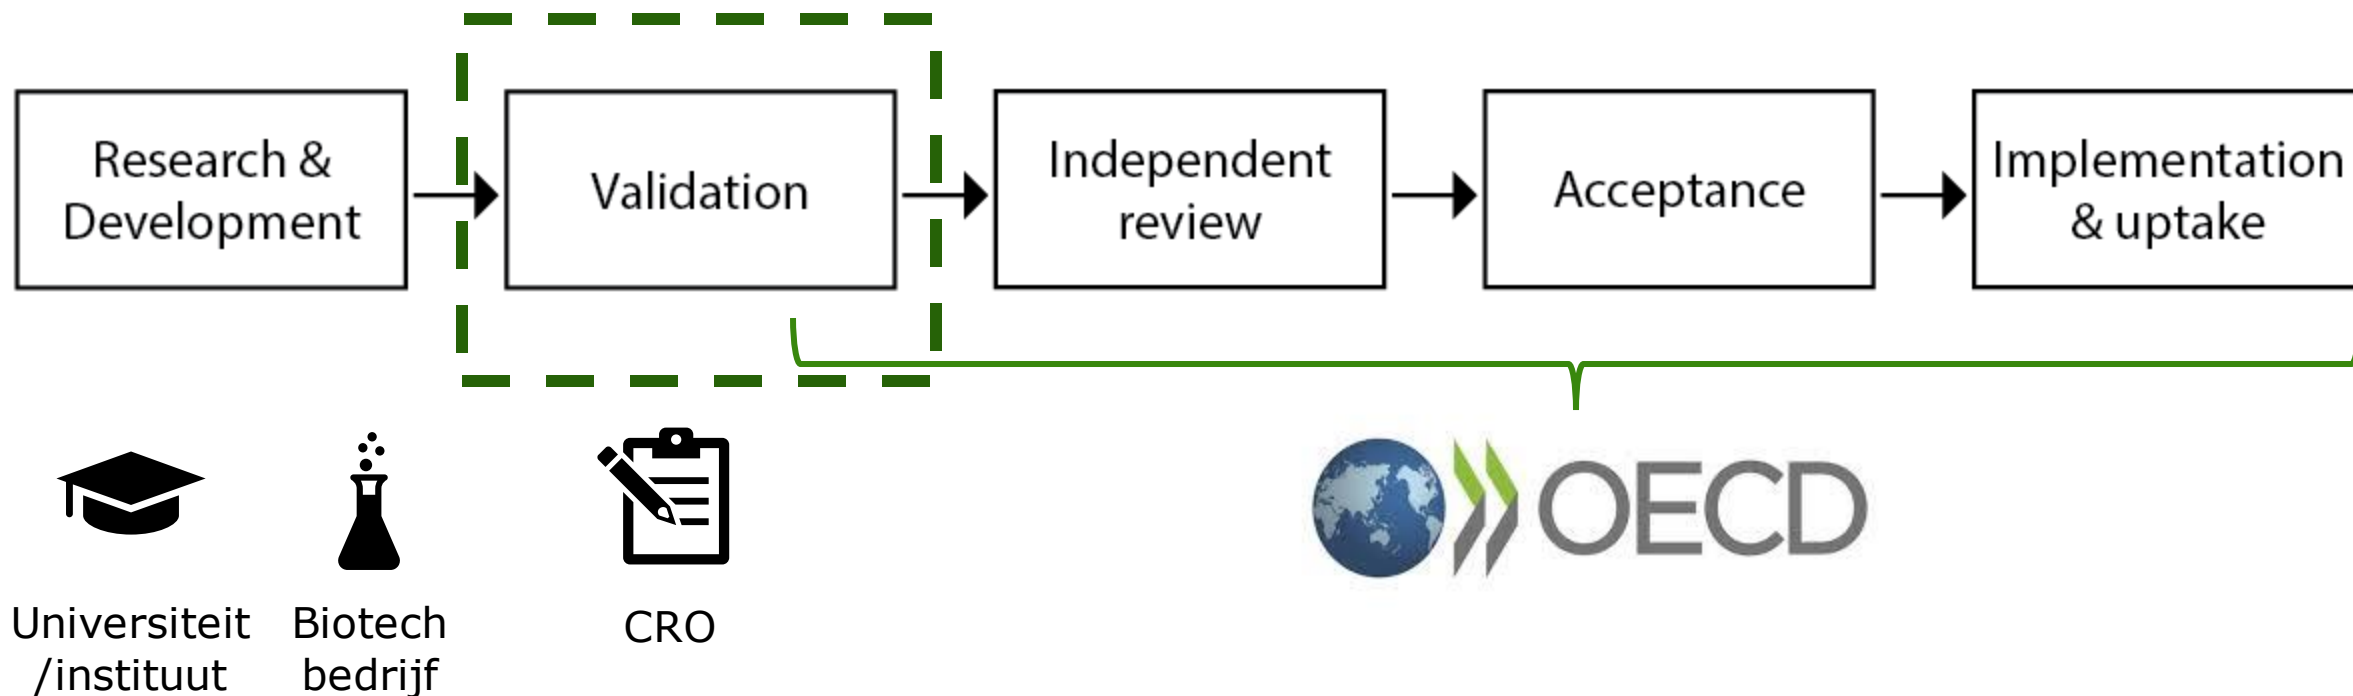 Research &
Development
Validation
Independent
review
Acceptance
Implementation
& uptake
OECD
Universiteit
/instituut
Biotech
bedrijf
CRO